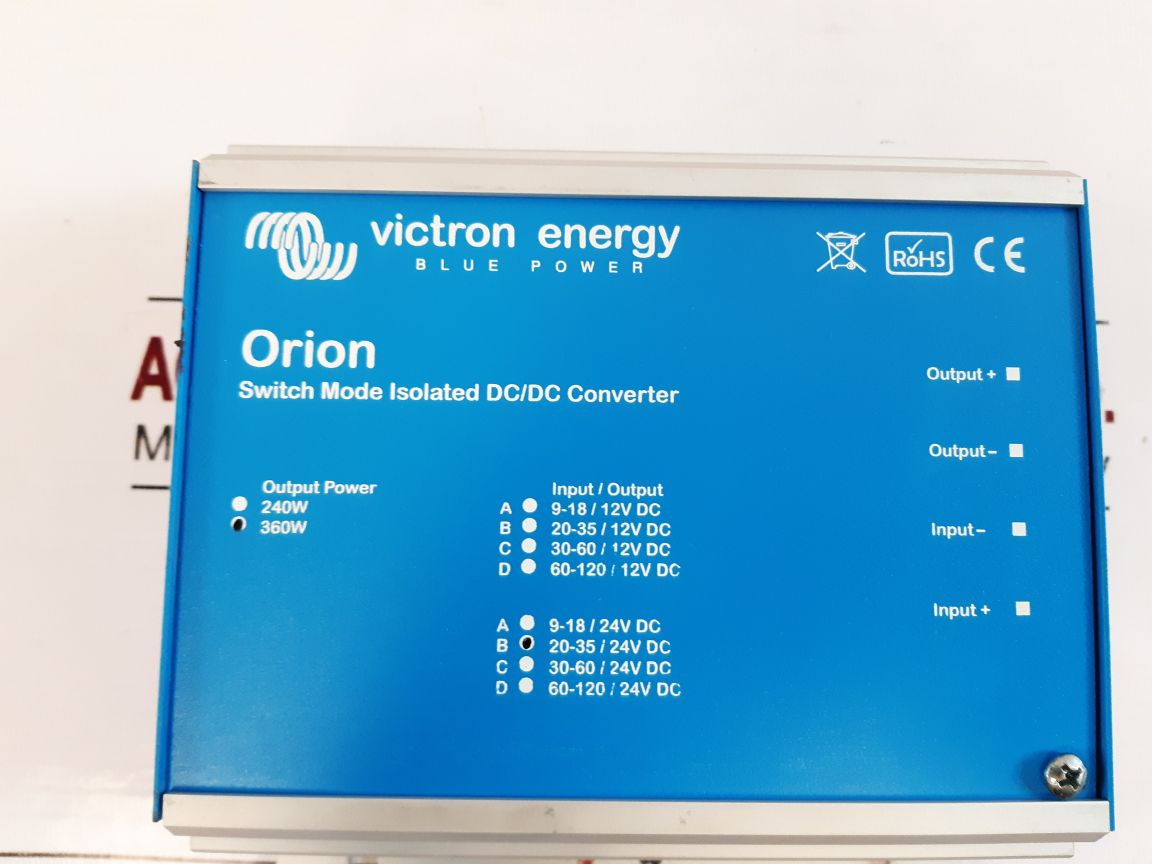 victron energy
BLUE POWER
RoHS
CE
Orion
Switch Mode Isolated DC/DC Converter
Output +
Output -
Input -
Input +
Output Power
240W
360W
Input / Output
A 9-18 / 12V DC
B 20-35 / 12V DC
C 30-60 / 12V DC
D 60-120 / 12V DC
A 9-18 / 24V DC
B 20-35 / 24V DC
C 30-60 / 24V DC
D 60-120 / 24V DC